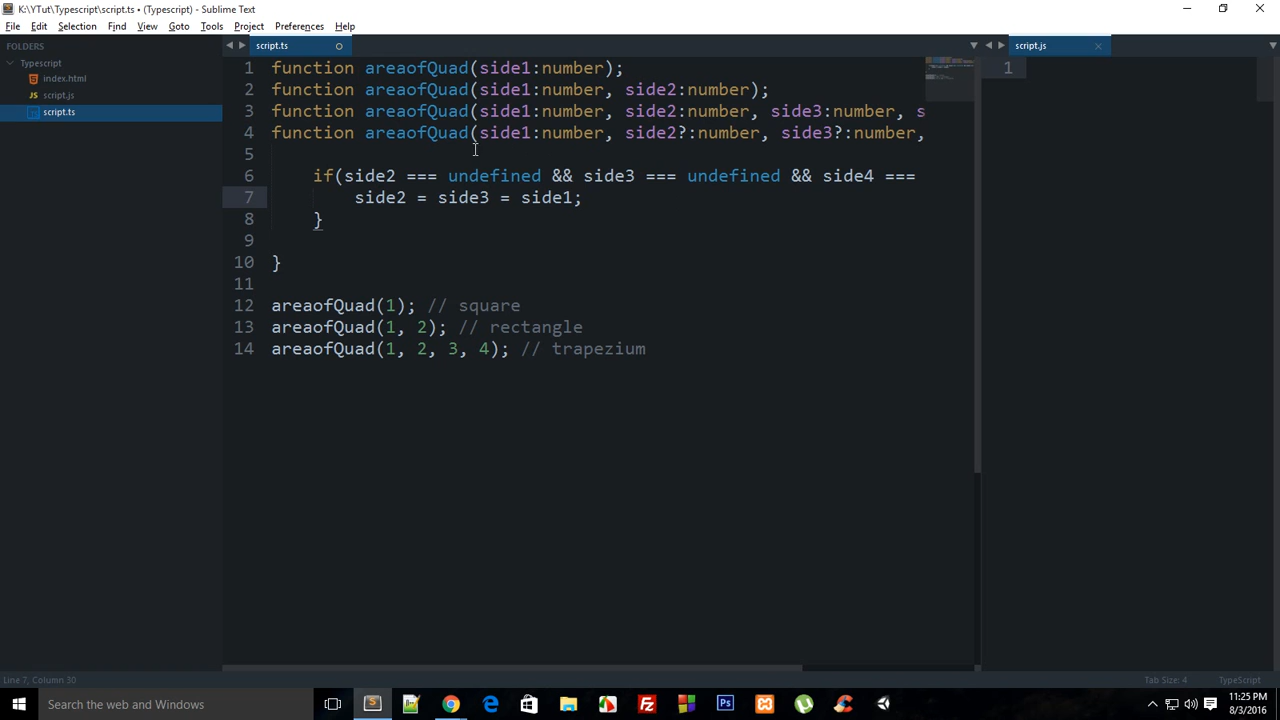 K:\YTut\Typescript\script.ts • (Typescript) - Sublime Text
File Edit Selection Find View Goto Tools Project Preferences Help
FOLDERS
Typescript
index.html
script.js
script.ts
script.ts
script.js
1 function areaofQuad(side1:number);
2 function areaofQuad(side1:number, side2:number);
3 function areaofQuad(side1:number, side2:number, side3:number, s
4 function areaofQuad(side1:number, side2?:number, side3?:number,
5
6 if(side2 === undefined && side3 === undefined && side4 ===
7 side2 = side3 = side1;
8 }
9
10 }
11
12 areaofQuad(1); // square
13 areaofQuad(1, 2); // rectangle
14 areaofQuad(1, 2, 3, 4); // trapezium
1
Line 7, Column 30
Tab Size: 4
TypeScript
Search the web and Windows
11:25 PM
8/3/2016